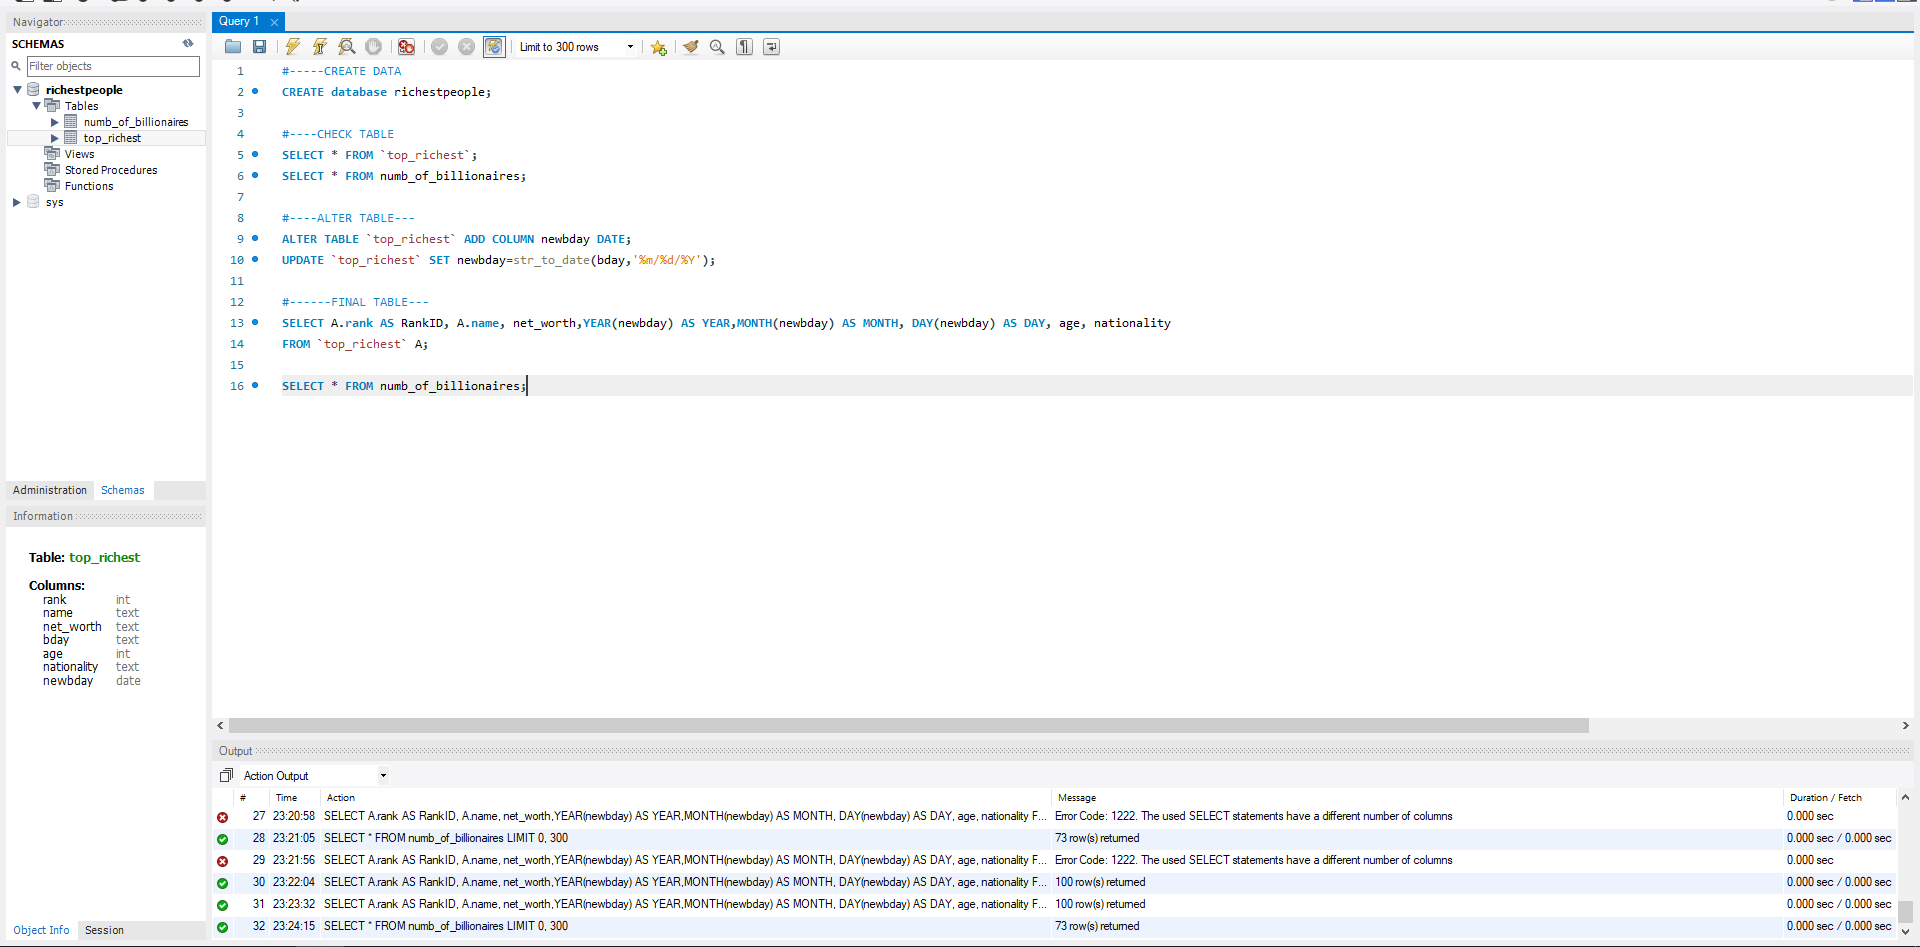 Navigator
SCHEMAS
Filter objects
richestpeople
Tables
numb_of_billionaires
top_richest
Views
Stored Procedures
Functions
sys
Administration Schemas
Information
Table: top_richest
Columns:
rank int
name text
net_worth text
bday text
age int
nationality text
newbday date
Object Info Session
Query 1
Limit to 300 rows
1 #-----CREATE DATA
2 CREATE database richestpeople;
3
4 #----CHECK TABLE
5 SELECT * FROM `top_richest`;
6 SELECT * FROM numb_of_billionaires;
7
8 #----ALTER TABLE---
9 ALTER TABLE `top_richest` ADD COLUMN newbday DATE;
10 UPDATE `top_richest` SET newbday=str_to_date(bday,'%m/%d/%Y');
11
12 #------FINAL TABLE---
13 SELECT A.rank AS RankID, A.name, net_worth,YEAR(newbday) AS YEAR,MONTH(newbday) AS MONTH, DAY(newbday) AS DAY, age, nationality
14 FROM `top_richest` A;
15
16 SELECT * FROM numb_of_billionaires;
Output
Action Output
# Time Action Message Duration / Fetch
27 23:20:58 SELECT A.rank AS RankID, A.name, net_worth,YEAR(newbday) AS YEAR,MONTH(newbday) AS MONTH, DAY(newbday) AS DAY, age, nationality F... Error Code: 1222. The used SELECT statements have a different number of columns 0.000 sec
28 23:21:05 SELECT * FROM numb_of_billionaires LIMIT 0, 300 73 row(s) returned 0.000 sec / 0.000 sec
29 23:21:56 SELECT A.rank AS RankID, A.name, net_worth,YEAR(newbday) AS YEAR,MONTH(newbday) AS MONTH, DAY(newbday) AS DAY, age, nationality F... Error Code: 1222. The used SELECT statements have a different number of columns 0.000 sec
30 23:22:04 SELECT A.rank AS RankID, A.name, net_worth,YEAR(newbday) AS YEAR,MONTH(newbday) AS MONTH, DAY(newbday) AS DAY, age, nationality F... 100 row(s) returned 0.000 sec / 0.000 sec
31 23:23:32 SELECT A.rank AS RankID, A.name, net_worth,YEAR(newbday) AS YEAR,MONTH(newbday) AS MONTH, DAY(newbday) AS DAY, age, nationality F... 100 row(s) returned 0.000 sec / 0.000 sec
32 23:24:15 SELECT * FROM numb_of_billionaires LIMIT 0, 300 73 row(s) returned 0.000 sec / 0.000 sec